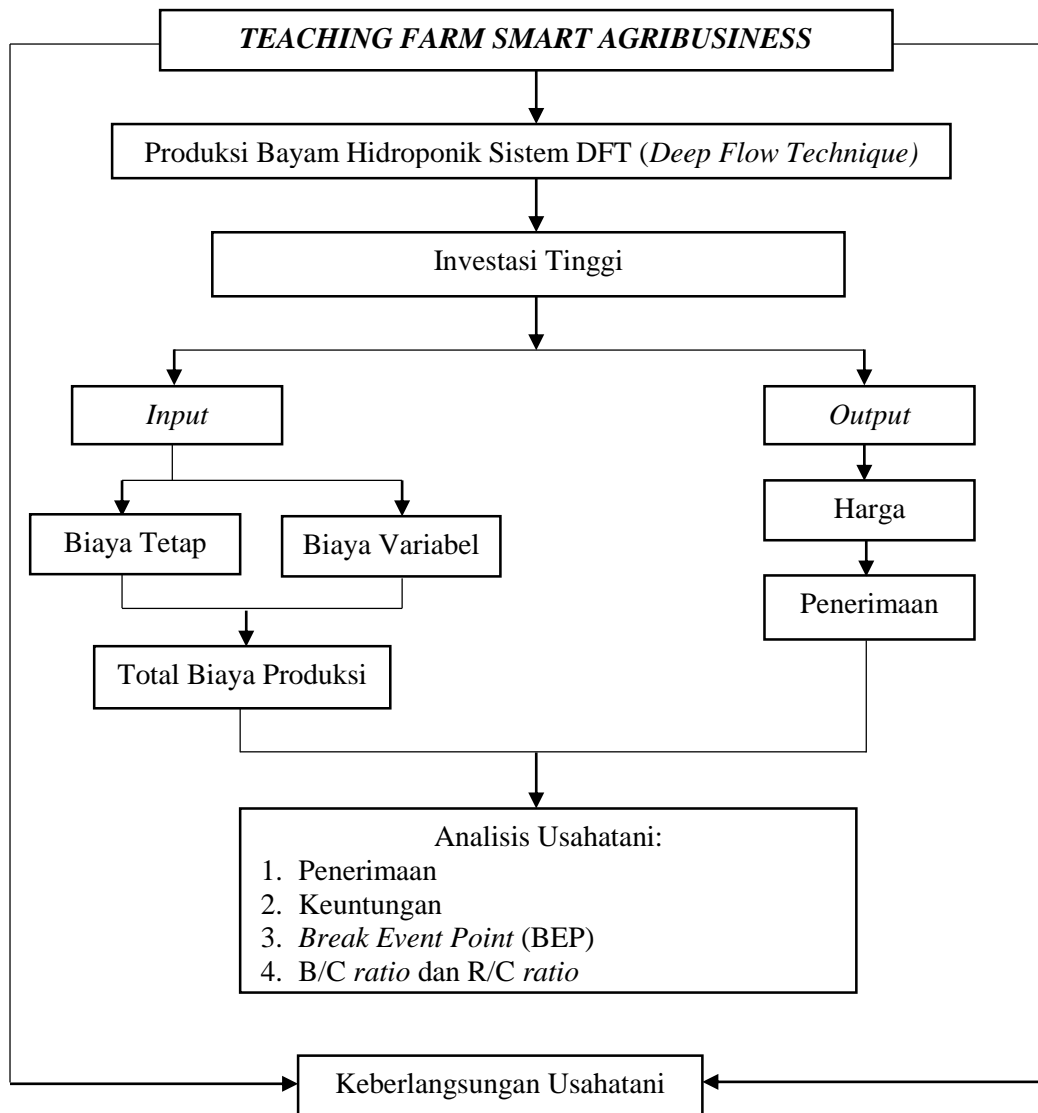 TEACHING FARM SMART AGRIBUSINESS
Produksi Bayam Hidroponik Sistem DFT (Deep Flow Technique)
Investasi Tinggi
Input
Output
Biaya Tetap
Biaya Variabel
Harga
Penerimaan
Total Biaya Produksi
Analisis Usahatani:
1. Penerimaan
2. Keuntungan
3. Break Event Point (BEP)
4. B/C ratio dan R/C ratio
Keberlangsungan Usahatani